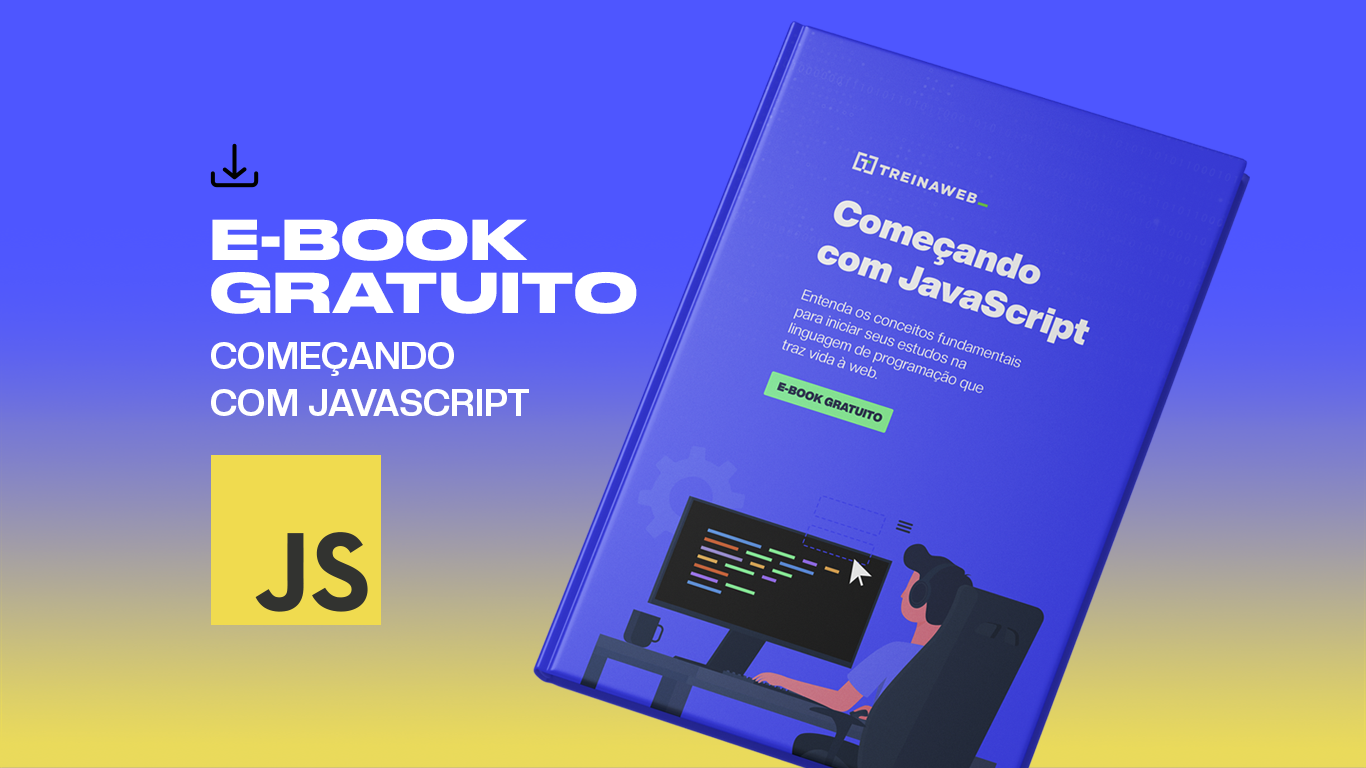 E-BOOK
GRATUITO
COMEÇANDO
COM JAVASCRIPT
JS
TREINAWEB_
Começando
com JavaScript
Entenda os conceitos fundamentais
para iniciar seus estudos na
linguagem de programação que
traz vida à web.
E-BOOK GRATUITO